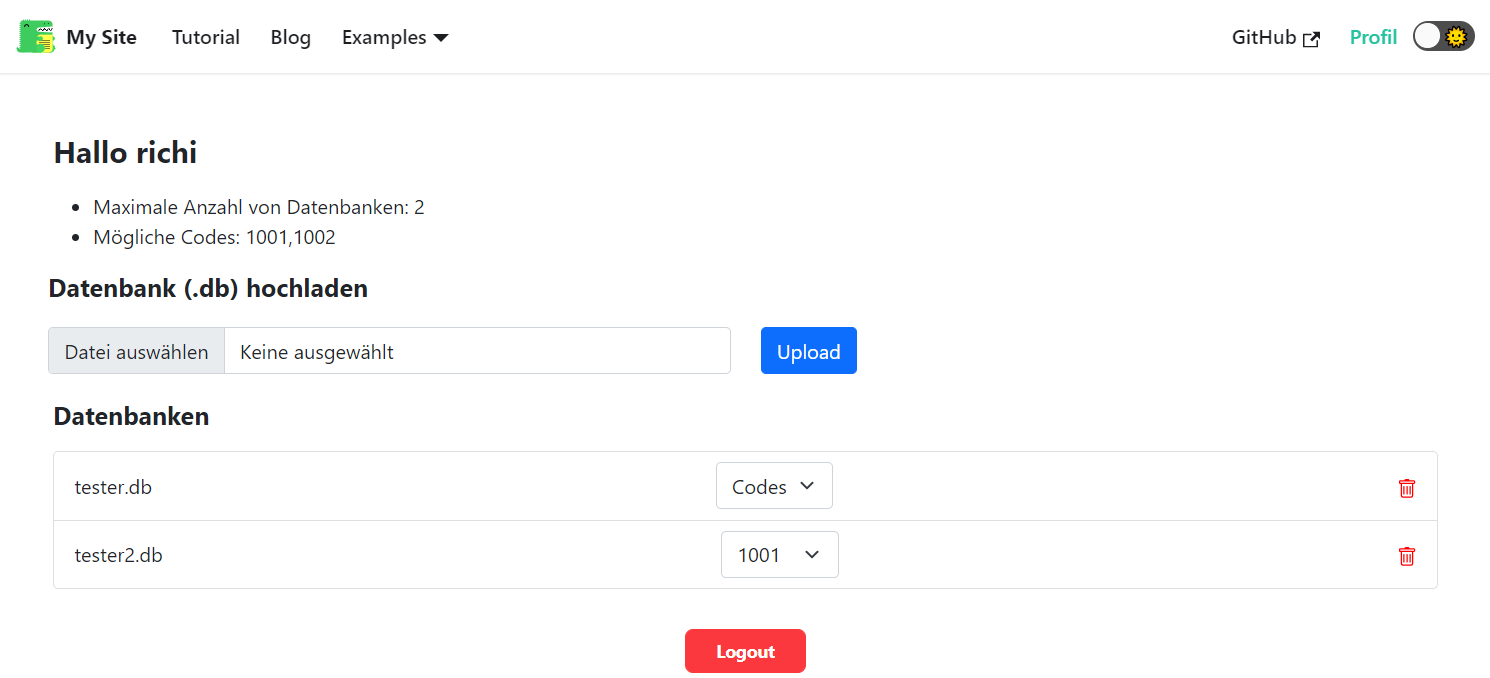 My Site Tutorial Blog Examples GitHub Profil
Hallo richi
Maximale Anzahl von Datenbanken: 2
Mögliche Codes: 1001,1002
Datenbank (.db) hochladen
Datei auswählen Keine ausgewählt Upload
Datenbanken
tester.db Codes
tester2.db 1001
Logout